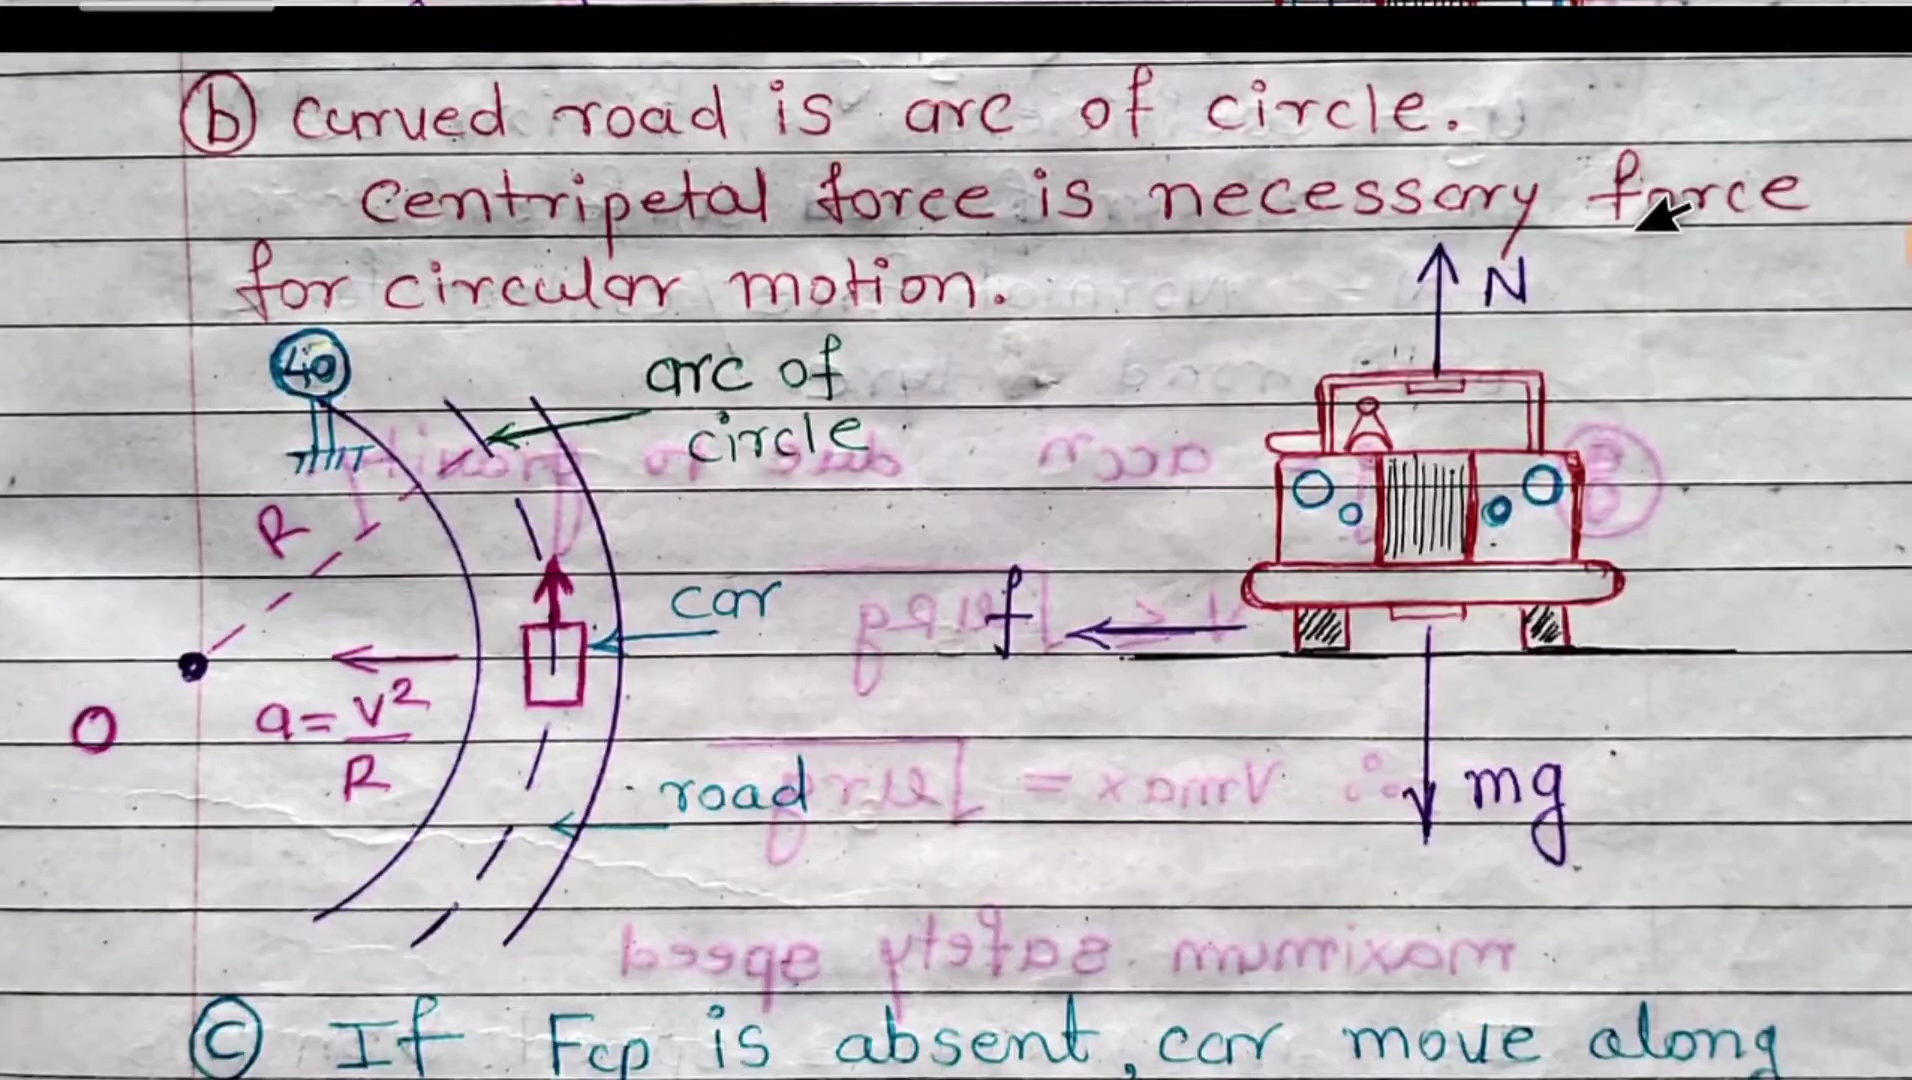 (b) Curved road is arc of circle.
Centripetal force is necessary force
for circular motion.
N
40
arc of
circle
R
car
f
a = v²/R
O
road
mg
(c) If Fcp is absent, car move along